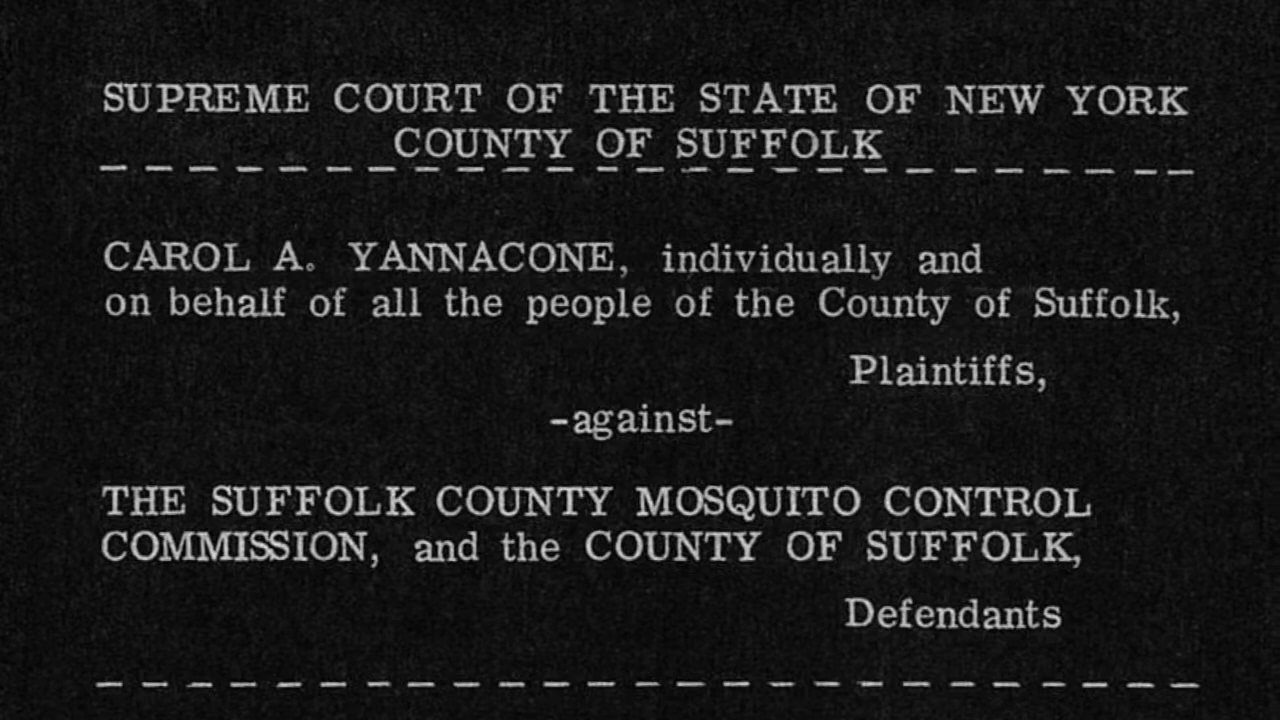 SUPREME COURT OF THE STATE OF NEW YORK
COUNTY OF SUFFOLK
CAROL A. YANNACONE, individually and
on behalf of all the people of the County of Suffolk,
Plaintiffs,
-against-
THE SUFFOLK COUNTY MOSQUITO CONTROL
COMMISSION, and the COUNTY OF SUFFOLK,
Defendants